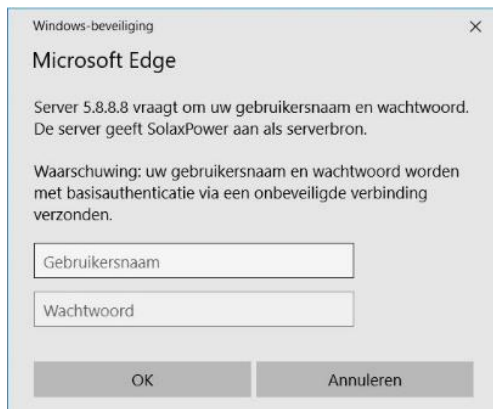 Windows-beveiliging
Microsoft Edge
Server 5.8.8.8 vraagt om uw gebruikersnaam en wachtwoord.
De server geeft SolaxPower aan als serverbron.
Waarschuwing: uw gebruikersnaam en wachtwoord worden
met basisauthenticatie via een onbeveiligde verbinding
verzonden.
Gebruikersnaam
Wachtwoord
OK
Annuleren